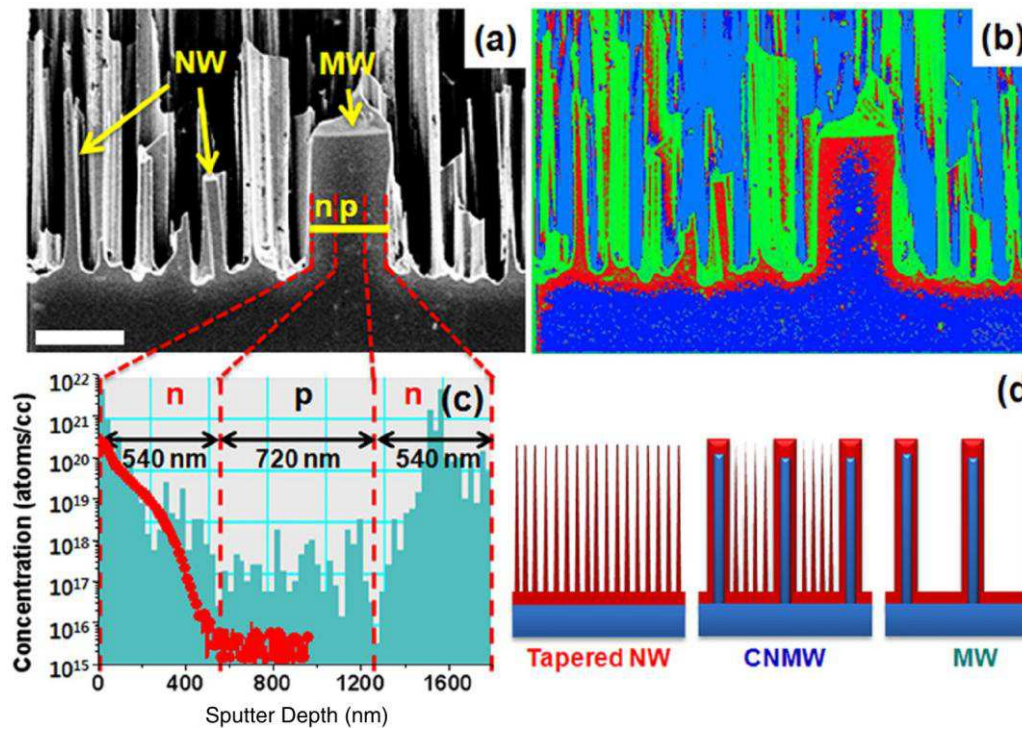 (a)
NW
MW
n p
(b)
10²²
10²¹
10²⁰
10¹⁹
10¹⁸
10¹⁷
10¹⁶
10¹⁵
Concentration (atoms/cc)
n
p
n
(c)
540 nm
720 nm
540 nm
0
400
800
1200
1600
Sputter Depth (nm)
(d
Tapered NW
CNMW
MW